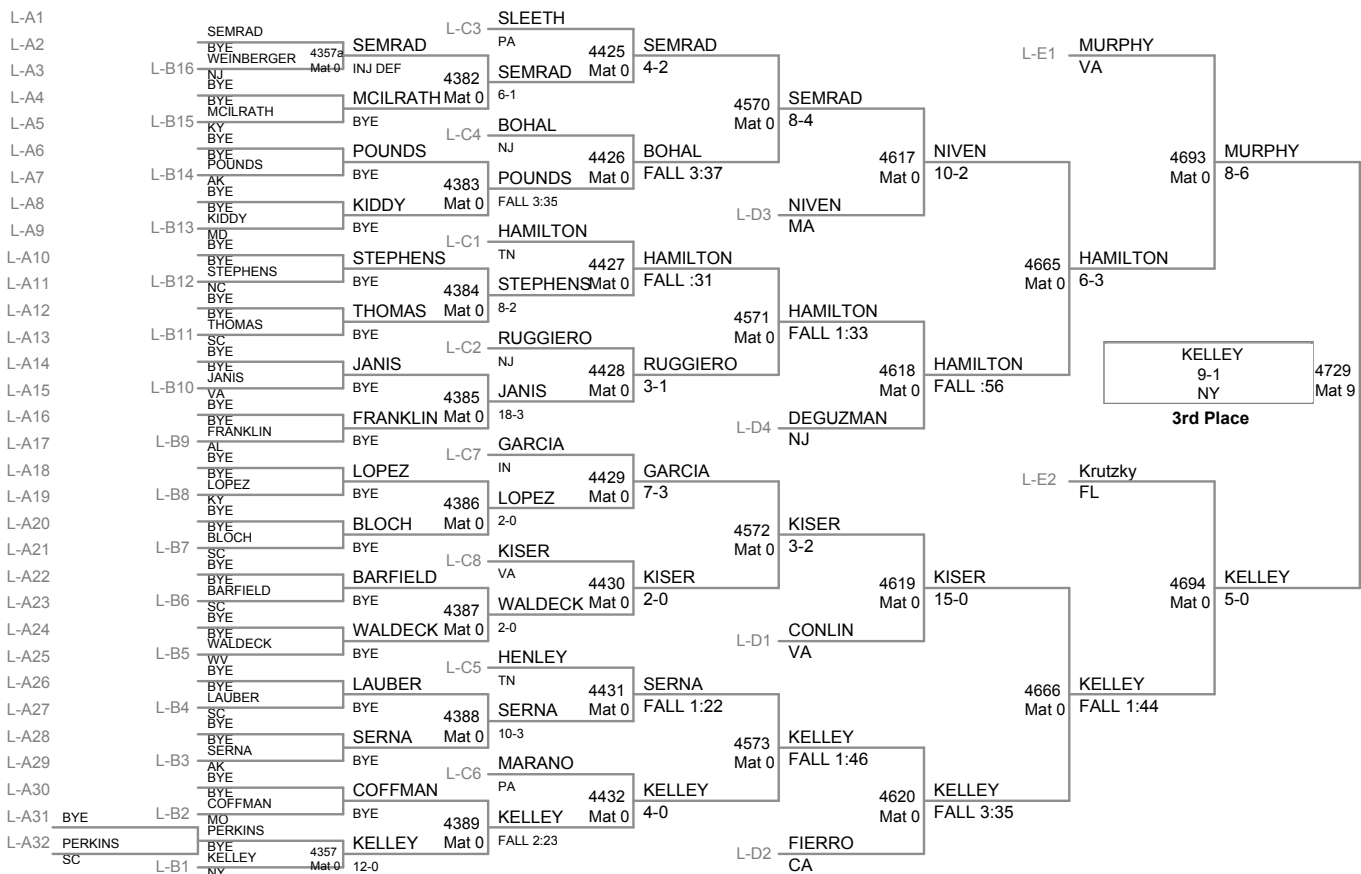 L-A1
L-A2
L-A3
L-A4
L-A5
L-A6
L-A7
L-A8
L-A9
L-A10
L-A11
L-A12
L-A13
L-A14
L-A15
L-A16
L-A17
L-A18
L-A19
L-A20
L-A21
L-A22
L-A23
L-A24
L-A25
L-A26
L-A27
L-A28
L-A29
L-A30
L-A31 BYE
L-A32 PERKINS
SC
SEMRAD
BYE
WEINBERGER
L-B16
NJ
4357a
Mat 0
BYE
BYE
MCILRATH
L-B15
KY
BYE
BYE
POUNDS
L-B14
AK
BYE
BYE
KIDDY
L-B13
MD
BYE
BYE
STEPHENS
L-B12
NC
BYE
BYE
THOMAS
L-B11
SC
BYE
BYE
JANIS
L-B10
VA
BYE
BYE
FRANKLIN
L-B9
AL
BYE
BYE
LOPEZ
L-B8
KY
BYE
BYE
BLOCH
L-B7
SC
BYE
BYE
BARFIELD
L-B6
SC
BYE
BYE
WALDECK
L-B5
WV
BYE
BYE
LAUBER
L-B4
SC
BYE
BYE
SERNA
L-B3
AK
BYE
BYE
COFFMAN
L-B2
MO
PERKINS
BYE
KELLEY
L-B1
NY
4357
Mat 0
SEMRAD
INJ DEF
4382
Mat 0
MCILRATH
BYE
POUNDS
BYE
4383
Mat 0
KIDDY
BYE
STEPHENS
BYE
4384
Mat 0
THOMAS
BYE
JANIS
BYE
4385
Mat 0
FRANKLIN
BYE
LOPEZ
BYE
4386
Mat 0
BLOCH
BYE
BARFIELD
BYE
4387
Mat 0
WALDECK
BYE
LAUBER
BYE
4388
Mat 0
SERNA
BYE
COFFMAN
BYE
4389
Mat 0
KELLEY
12-0
L-C3 SLEETH
PA
4425
Mat 0
SEMRAD
6-1
L-C4 BOHAL
NJ
4426
Mat 0
POUNDS
FALL 3:35
L-C1 HAMILTON
TN
4427
Mat 0
STEPHENS
8-2
L-C2 RUGGIERO
NJ
4428
Mat 0
JANIS
18-3
L-C7 GARCIA
IN
4429
Mat 0
LOPEZ
2-0
L-C8 KISER
VA
4430
Mat 0
WALDECK
2-0
L-C5 HENLEY
TN
4431
Mat 0
SERNA
10-3
L-C6 MARANO
PA
4432
Mat 0
KELLEY
FALL 2:23
SEMRAD
4-2
4570
Mat 0
BOHAL
FALL 3:37
HAMILTON
FALL :31
4571
Mat 0
RUGGIERO
3-1
GARCIA
7-3
4572
Mat 0
KISER
2-0
SERNA
FALL 1:22
4573
Mat 0
KELLEY
4-0
SEMRAD
8-4
4617
Mat 0
L-D3 NIVEN
MA
HAMILTON
FALL 1:33
4618
Mat 0
L-D4 DEGUZMAN
NJ
KISER
3-2
4619
Mat 0
L-D1 CONLIN
VA
KELLEY
FALL 1:46
4620
Mat 0
L-D2 FIERRO
CA
NIVEN
10-2
4665
Mat 0
HAMILTON
FALL :56
KISER
15-0
4666
Mat 0
KELLEY
FALL 3:35
L-E1 MURPHY
VA
4693
Mat 0
HAMILTON
6-3
L-E2 Krutzky
FL
4694
Mat 0
KELLEY
FALL 1:44
MURPHY
8-6
KELLEY
9-1
NY
4729
Mat 9
3rd Place
KELLEY
5-0